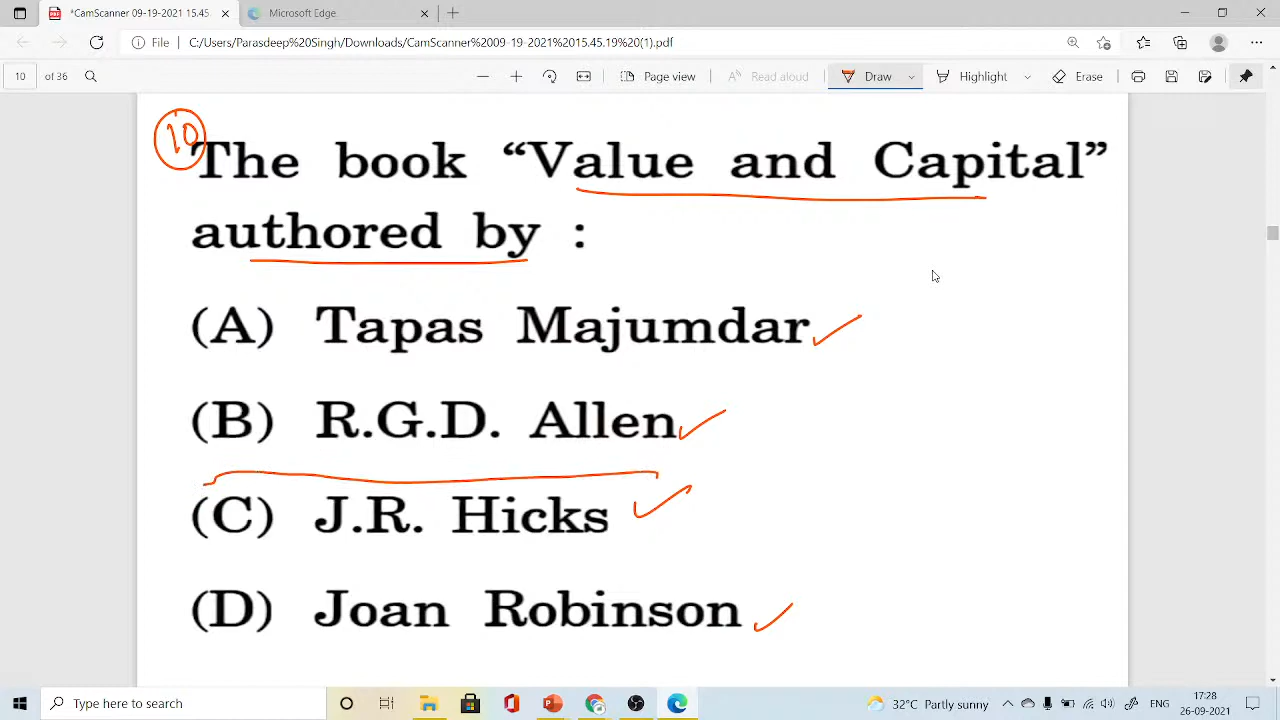 *CamScanner 09-19-2021 15.45
Microsoft Edge
File C:/Users/Parasdeep%20Singh/Downloads/CamScanner%2009-19-2021%2015.45.19%20(1).pdf
10 of 36 Page view Read aloud Draw Highlight Erase
10
The book “Value and Capital”
authored by :
(A) Tapas Majumdar
(B) R.G.D. Allen
(C) J.R. Hicks
(D) Joan Robinson
Type here to search
32°C Partly sunny
ENG
17:28
26-09-2021